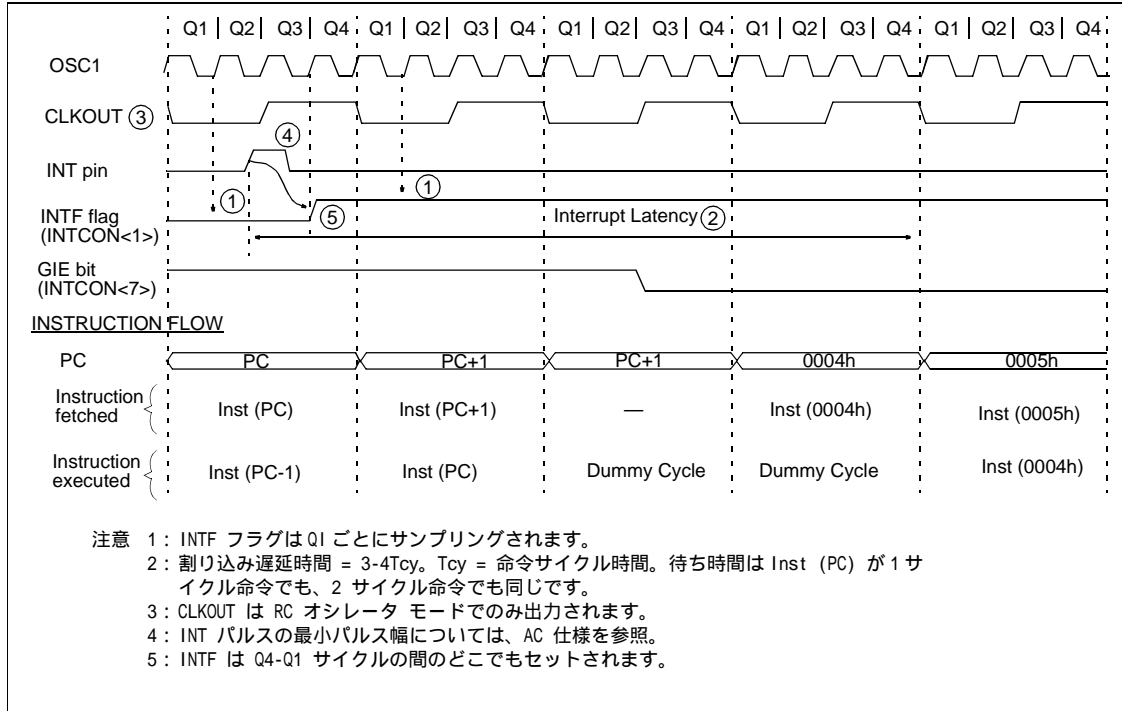 Q1 Q2 Q3 Q4 Q1 Q2 Q3 Q4 Q1 Q2 Q3 Q4 Q1 Q2 Q3 Q4 Q1 Q2 Q3 Q4
OSC1
CLKOUT ③
④
INT pin
① ①
INTF flag
(INTCON<1>)
⑤
Interrupt Latency ②
GIE bit
(INTCON<7>)
INSTRUCTION FLOW
PC PC PC+1 PC+1 0004h 0005h
Instruction
fetched
Inst (PC) Inst (PC+1) — Inst (0004h) Inst (0005h)
Instruction
executed
Inst (PC-1) Inst (PC) Dummy Cycle Dummy Cycle Inst (0004h)
注意 1: INTF フラグは QI ごとにサンプリングされます。
2: 割り込み遅延時間 = 3-4Tcy。Tcy = 命令サイクル時間。待ち時間は Inst (PC) が 1 サ
イクル命令でも、2 サイクル命令でも同じです。
3: CLKOUT は RC オシレータ モードでのみ出力されます。
4: INT パルスの最小パルス幅については、AC 仕様を参照。
5: INTF は Q4-Q1 サイクルの間のどこでもセットされます。